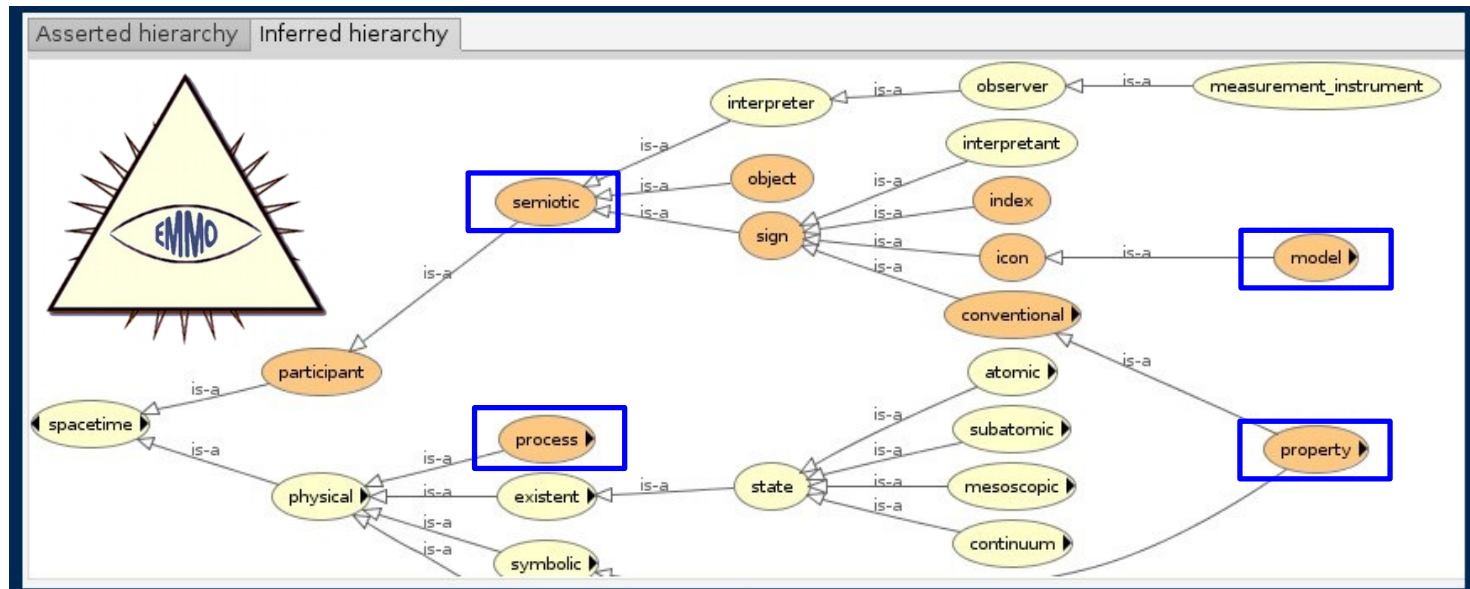 Asserted hierarchy Inferred hierarchy
interpreter
is-a
observer
is-a
measurement_instrument
is-a
interpretant
semiotic
is-a
object
is-a
index
is-a
sign
is-a
is-a
icon
is-a
model
is-a
conventional
EMMO
is-a
participant
is-a
atomic
is-a
spacetime
process
is-a
subatomic
property
is-a
is-a
is-a
physical
is-a
existent
is-a
state
is-a
mesoscopic
is-a
is-a
continuum
is-a
symbolic